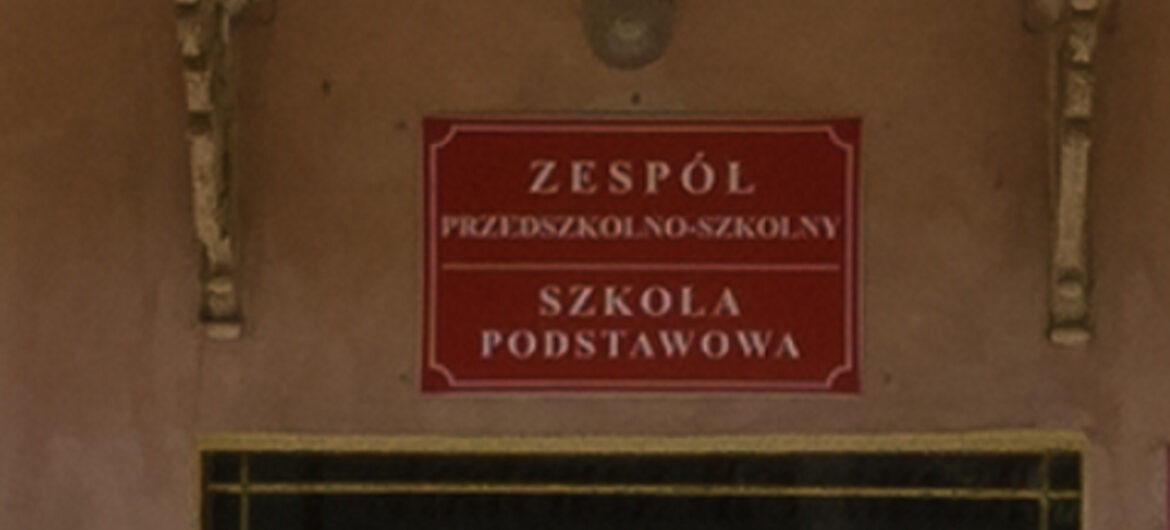 ZESPÓŁ
PRZEDSZKOLNO-SZKOLNY
SZKOŁA
PODSTAWOWA